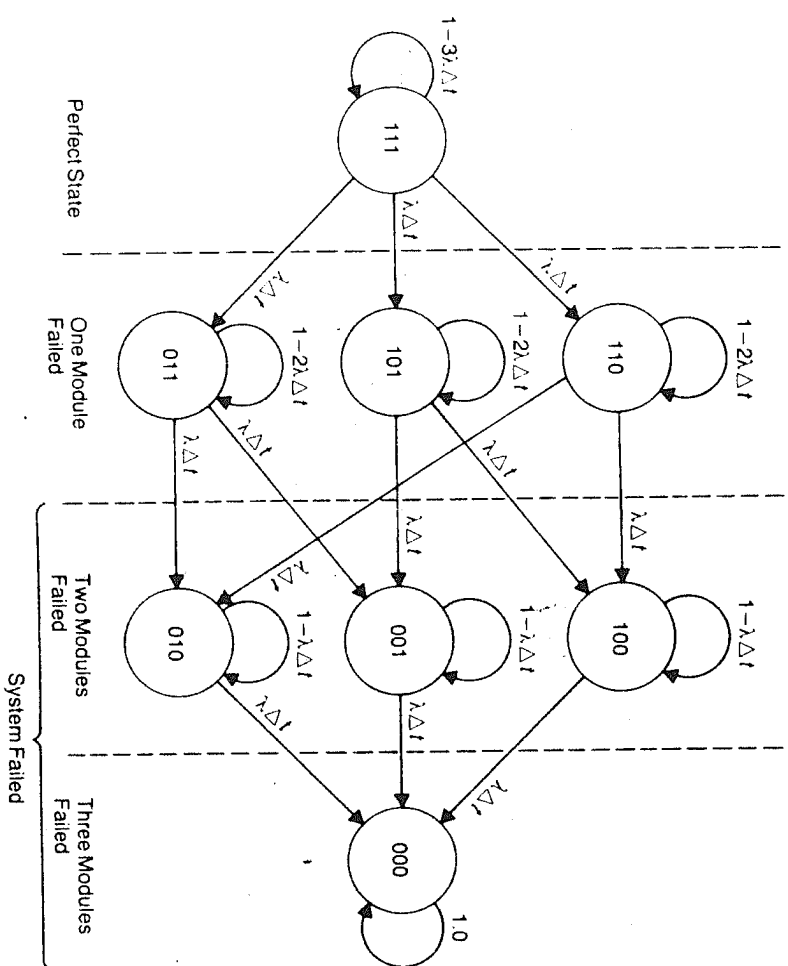 1-2λΔt
1-λΔt
λΔt
110
100
λΔt
1-2λΔt
1-λΔt
λΔt
λΔt
1-3λΔt
1.0
λΔt
λΔt
λΔt
111
101
001
000
1-2λΔt
1-λΔt
λΔt
λΔt
λΔt
λΔt
λΔt
011
010
Perfect State
One Module
Failed
Two Modules
Failed
Three Modules
Failed
System Failed